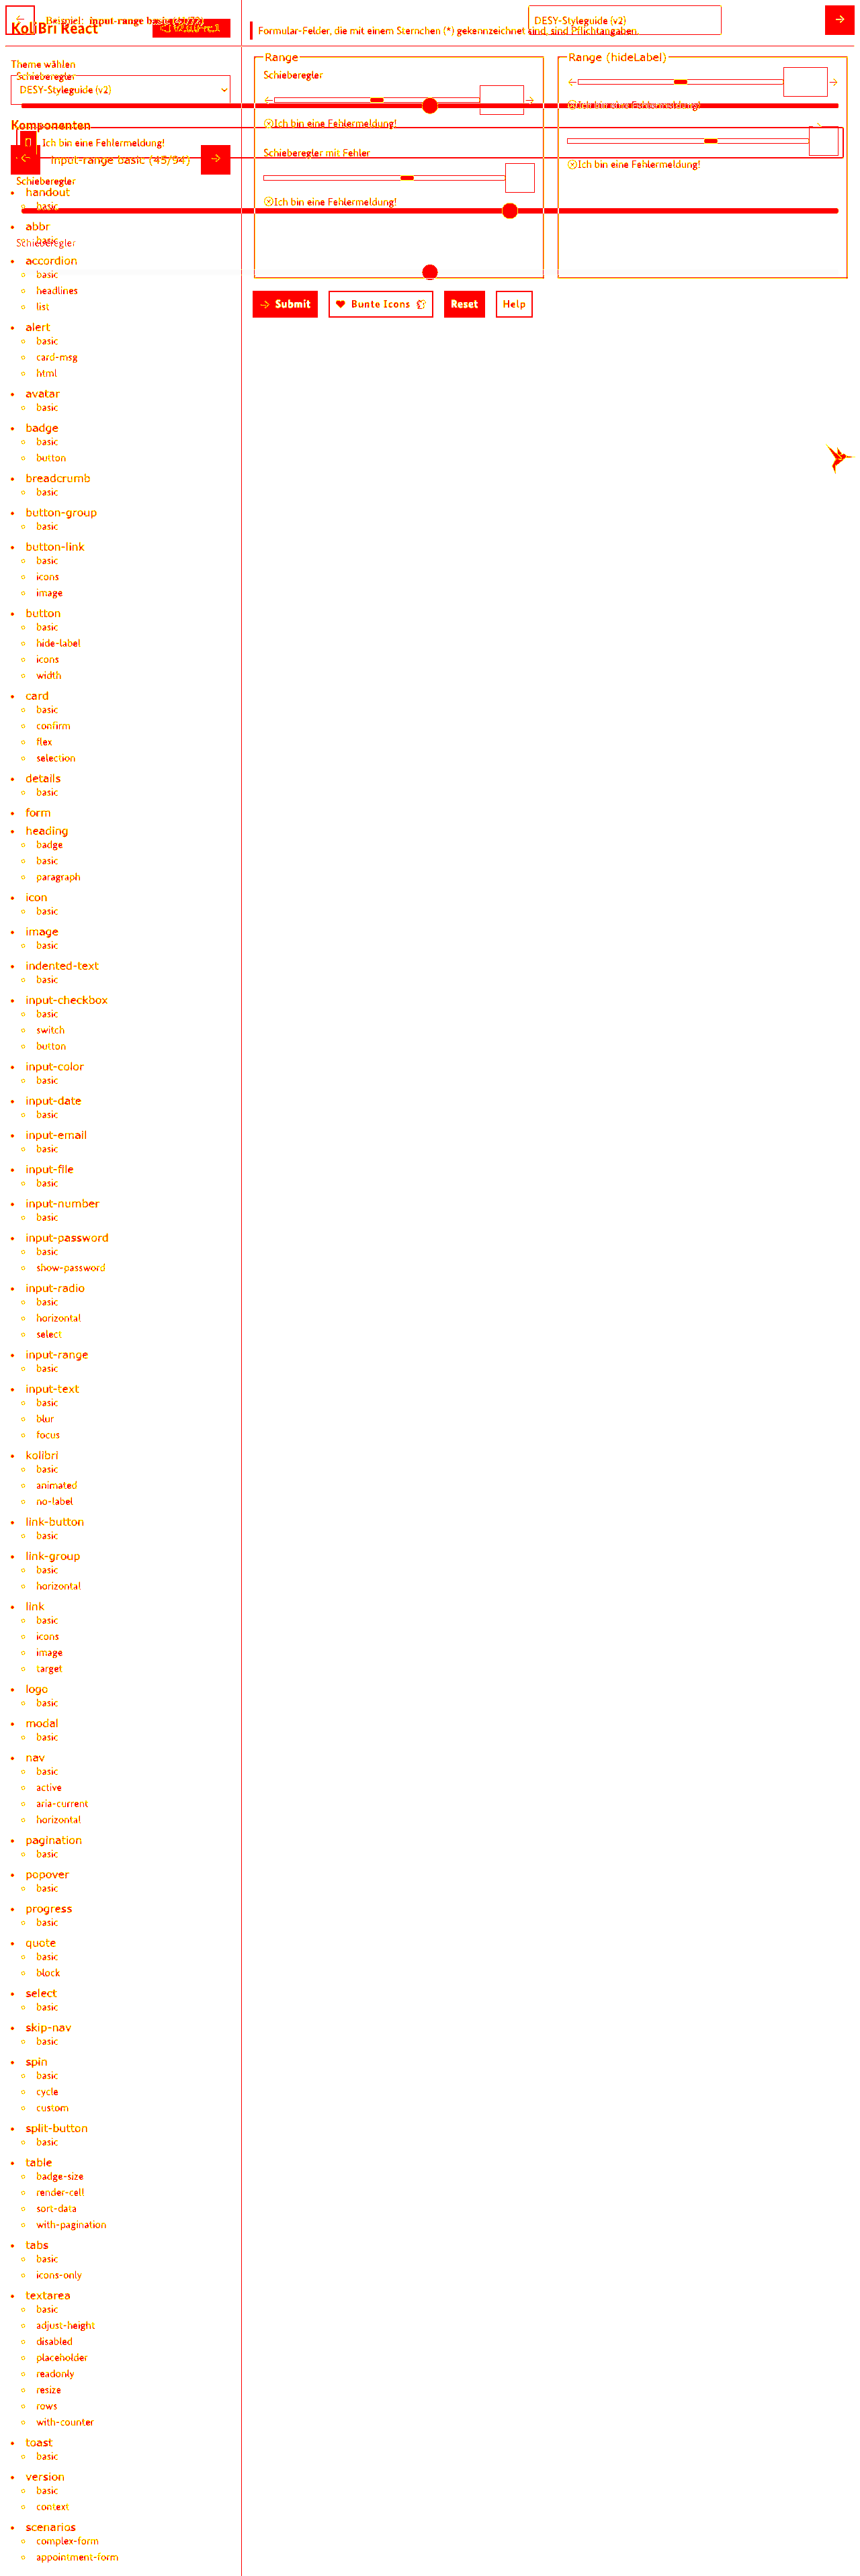 KoliBri React
Beispiel: input-range basic
DESY-Styleguide (v2)
Formular-Felder, die mit einem Sternchen (*) gekennzeichnet sind, sind Pflichtangaben.
Theme wählen
Schieberegler
DESY-Styleguide (v2)
Komponenten
Ich bin eine Fehlermeldung!
input-range basic (45/94)
Schieberegler
Schieberegler
Range
Schieberegler
Ich bin eine Fehlermeldung!
Schieberegler mit Fehler
Ich bin eine Fehlermeldung!
Range (hideLabel)
Ich bin eine Fehlermeldung!
Ich bin eine Fehlermeldung!
Submit
Bunte Icons
Reset
Help
handout
basic
abbr
basic
accordion
basic
headlines
list
alert
basic
card-msg
html
avatar
basic
badge
basic
button
breadcrumb
basic
button-group
basic
button-link
basic
icons
image
button
basic
hide-label
icons
width
card
basic
confirm
flex
selection
details
basic
form
heading
badge
basic
paragraph
icon
basic
image
basic
indented-text
basic
input-checkbox
basic
switch
button
input-color
basic
input-date
basic
input-email
basic
input-file
basic
input-number
basic
input-password
basic
show-password
input-radio
basic
horizontal
select
input-range
basic
input-text
basic
blur
focus
kolibri
basic
animated
no-label
link-button
basic
link-group
basic
horizontal
link
basic
icons
image
target
logo
basic
modal
basic
nav
basic
active
aria-current
horizontal
pagination
basic
popover
basic
progress
basic
quote
basic
block
select
basic
skip-nav
basic
spin
basic
cycle
custom
split-button
basic
table
badge-size
render-cell
sort-data
with-pagination
tabs
basic
icons-only
textarea
basic
adjust-height
disabled
placeholder
readonly
resize
rows
with-counter
toast
basic
version
basic
context
scenarios
complex-form
appointment-form